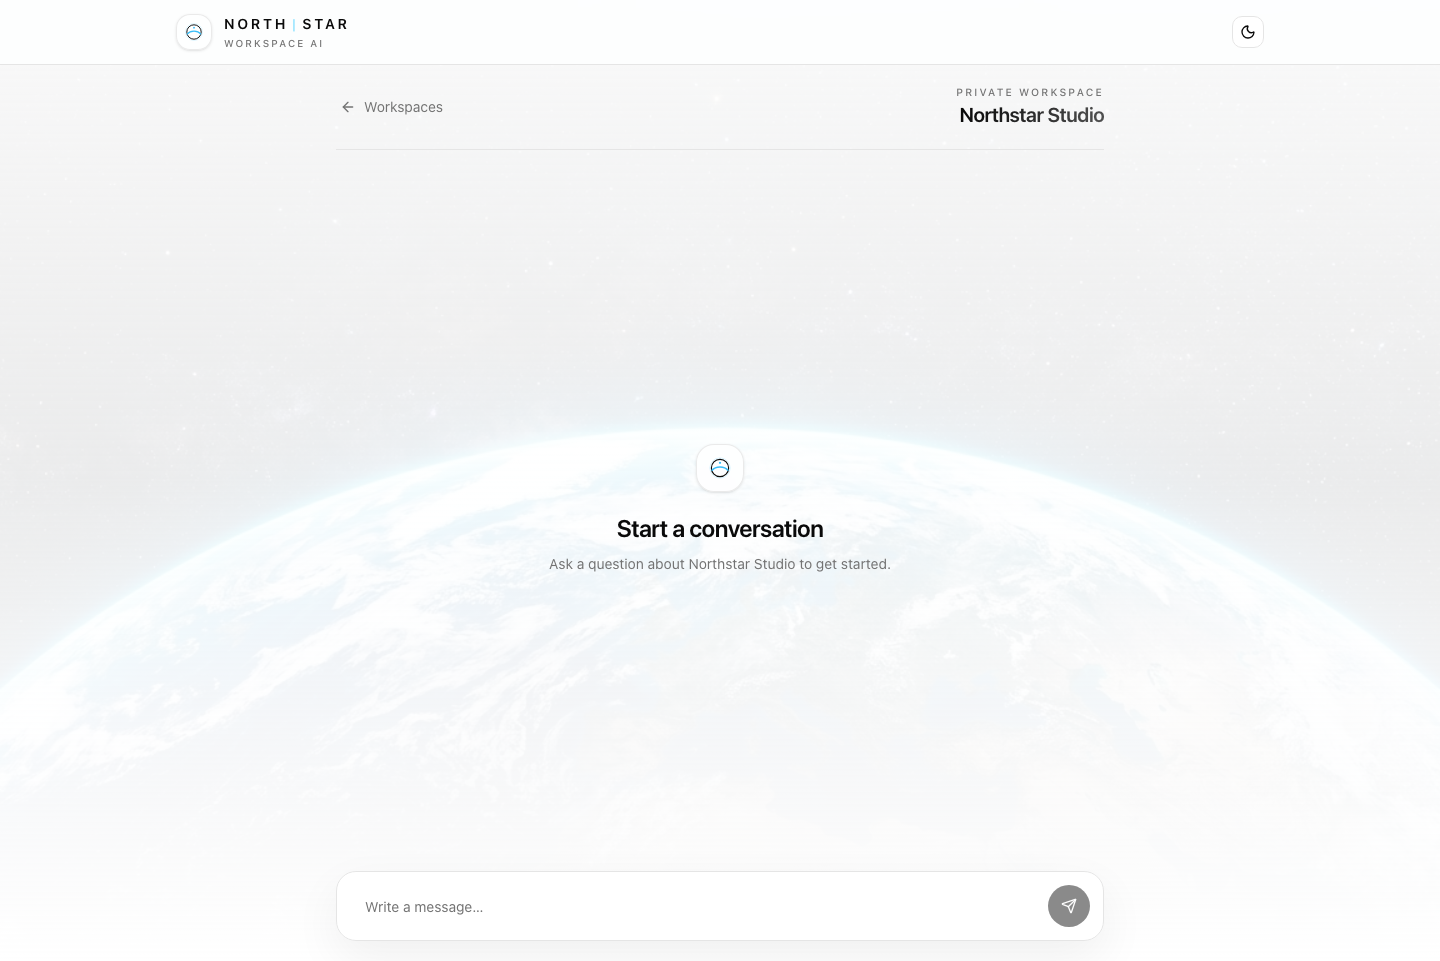 NORTH | STAR
WORKSPACE AI
Workspaces
PRIVATE WORKSPACE
Northstar Studio
Start a conversation
Ask a question about Northstar Studio to get started.
Write a message...